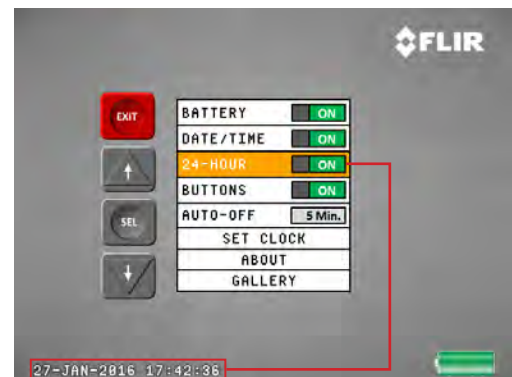 FLIR
EXIT
BATTERY ON
DATE/TIME ON
24-HOUR ON
BUTTONS ON
SEL
AUTO-OFF 5 Min.
SET CLOCK
ABOUT
GALLERY
27-JAN-2016 17:42:36